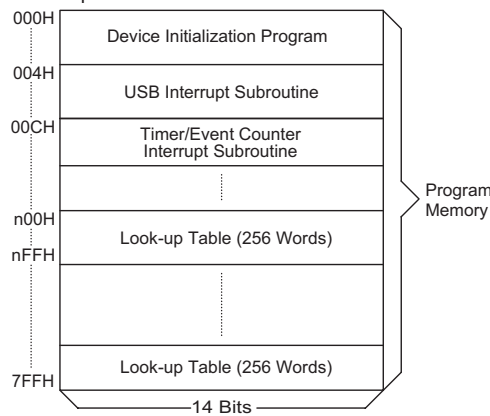 000H
Device Initialization Program
004H
USB Interrupt Subroutine
00CH
Timer/Event Counter
Interrupt Subroutine
Program
Memory
n00H
Look-up Table (256 Words)
nFFH
Look-up Table (256 Words)
7FFH
14 Bits